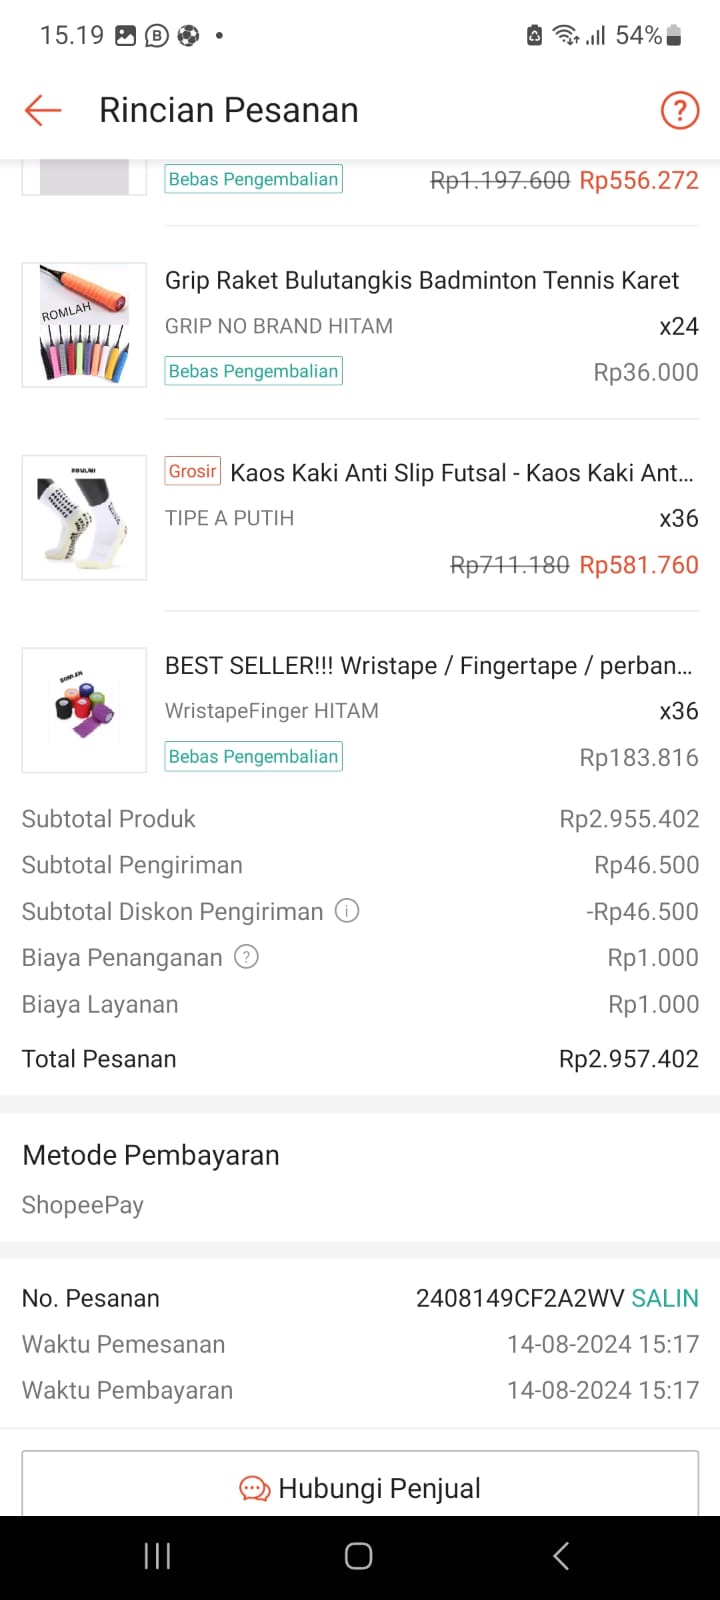 15.19 54%
Rincian Pesanan
Bebas Pengembalian Rp1.197.600 Rp556.272
Grip Raket Bulutangkis Badminton Tennis Karet
ROMLAH
GRIP NO BRAND HITAM x24
Bebas Pengembalian Rp36.000
Grosir Kaos Kaki Anti Slip Futsal - Kaos Kaki Ant...
TIPE A PUTIH x36
Rp711.180 Rp581.760
BEST SELLER!!! Wristape / Fingertape / perban...
WristapeFinger HITAM x36
Bebas Pengembalian Rp183.816
Subtotal Produk Rp2.955.402
Subtotal Pengiriman Rp46.500
Subtotal Diskon Pengiriman -Rp46.500
Biaya Penanganan Rp1.000
Biaya Layanan Rp1.000
Total Pesanan Rp2.957.402
Metode Pembayaran
ShopeePay
No. Pesanan 2408149CF2A2WV SALIN
Waktu Pemesanan 14-08-2024 15:17
Waktu Pembayaran 14-08-2024 15:17
Hubungi Penjual